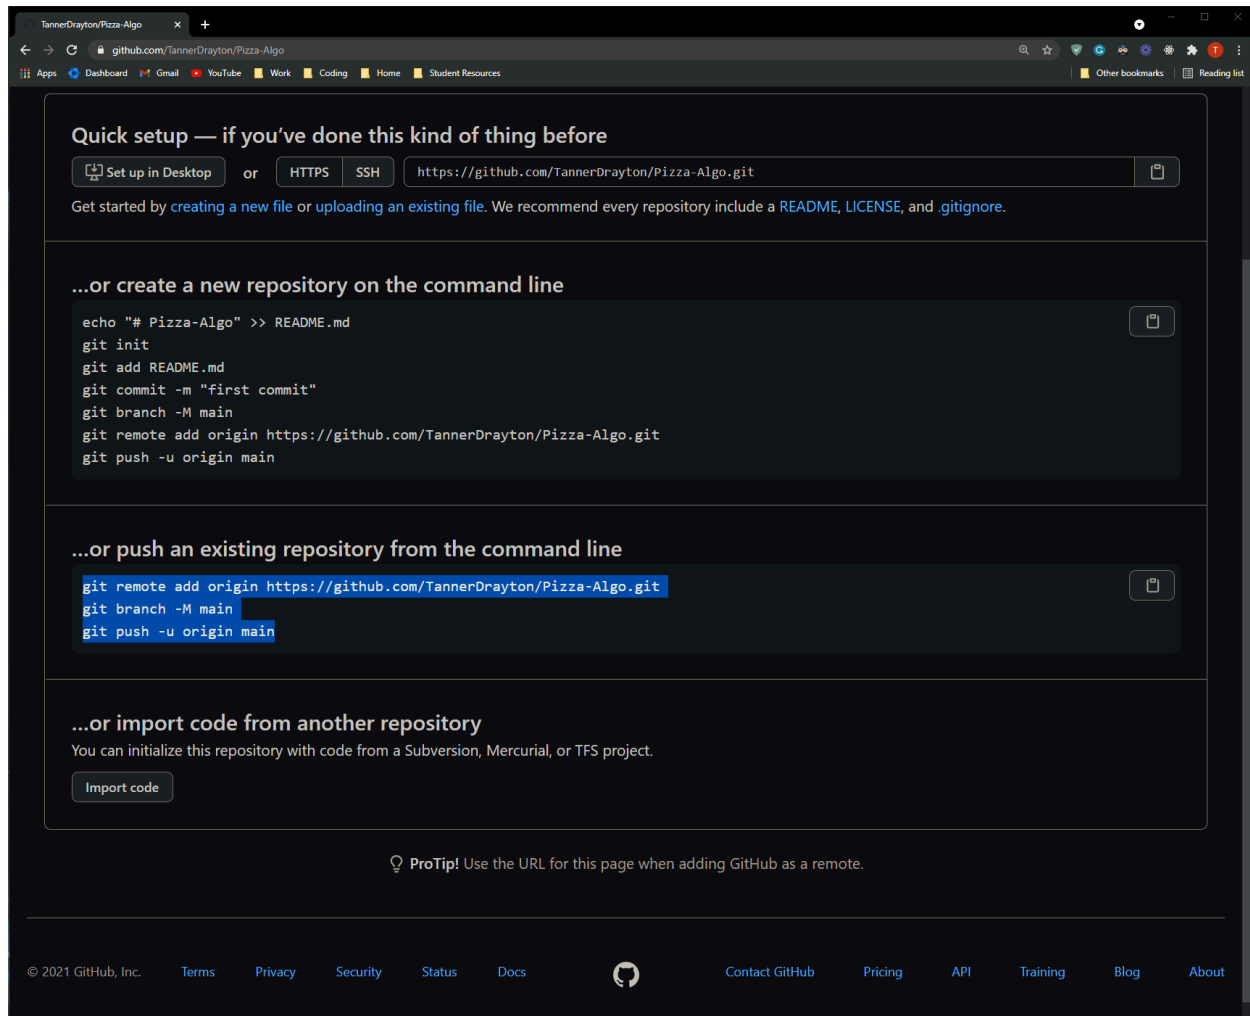 TannerDrayton/Pizza-Algo
github.com/TannerDrayton/Pizza-Algo
Apps Dashboard Gmail YouTube Work Coding Home Student Resources Other bookmarks Reading list
Quick setup — if you've done this kind of thing before
Set up in Desktop or HTTPS SSH https://github.com/TannerDrayton/Pizza-Algo.git
Get started by creating a new file or uploading an existing file. We recommend every repository include a README, LICENSE, and .gitignore.
...or create a new repository on the command line
echo "# Pizza-Algo" >> README.md
git init
git add README.md
git commit -m "first commit"
git branch -M main
git remote add origin https://github.com/TannerDrayton/Pizza-Algo.git
git push -u origin main
...or push an existing repository from the command line
git remote add origin https://github.com/TannerDrayton/Pizza-Algo.git
git branch -M main
git push -u origin main
...or import code from another repository
You can initialize this repository with code from a Subversion, Mercurial, or TFS project.
Import code
ProTip! Use the URL for this page when adding GitHub as a remote.
© 2021 GitHub, Inc. Terms Privacy Security Status Docs Contact GitHub Pricing API Training Blog About